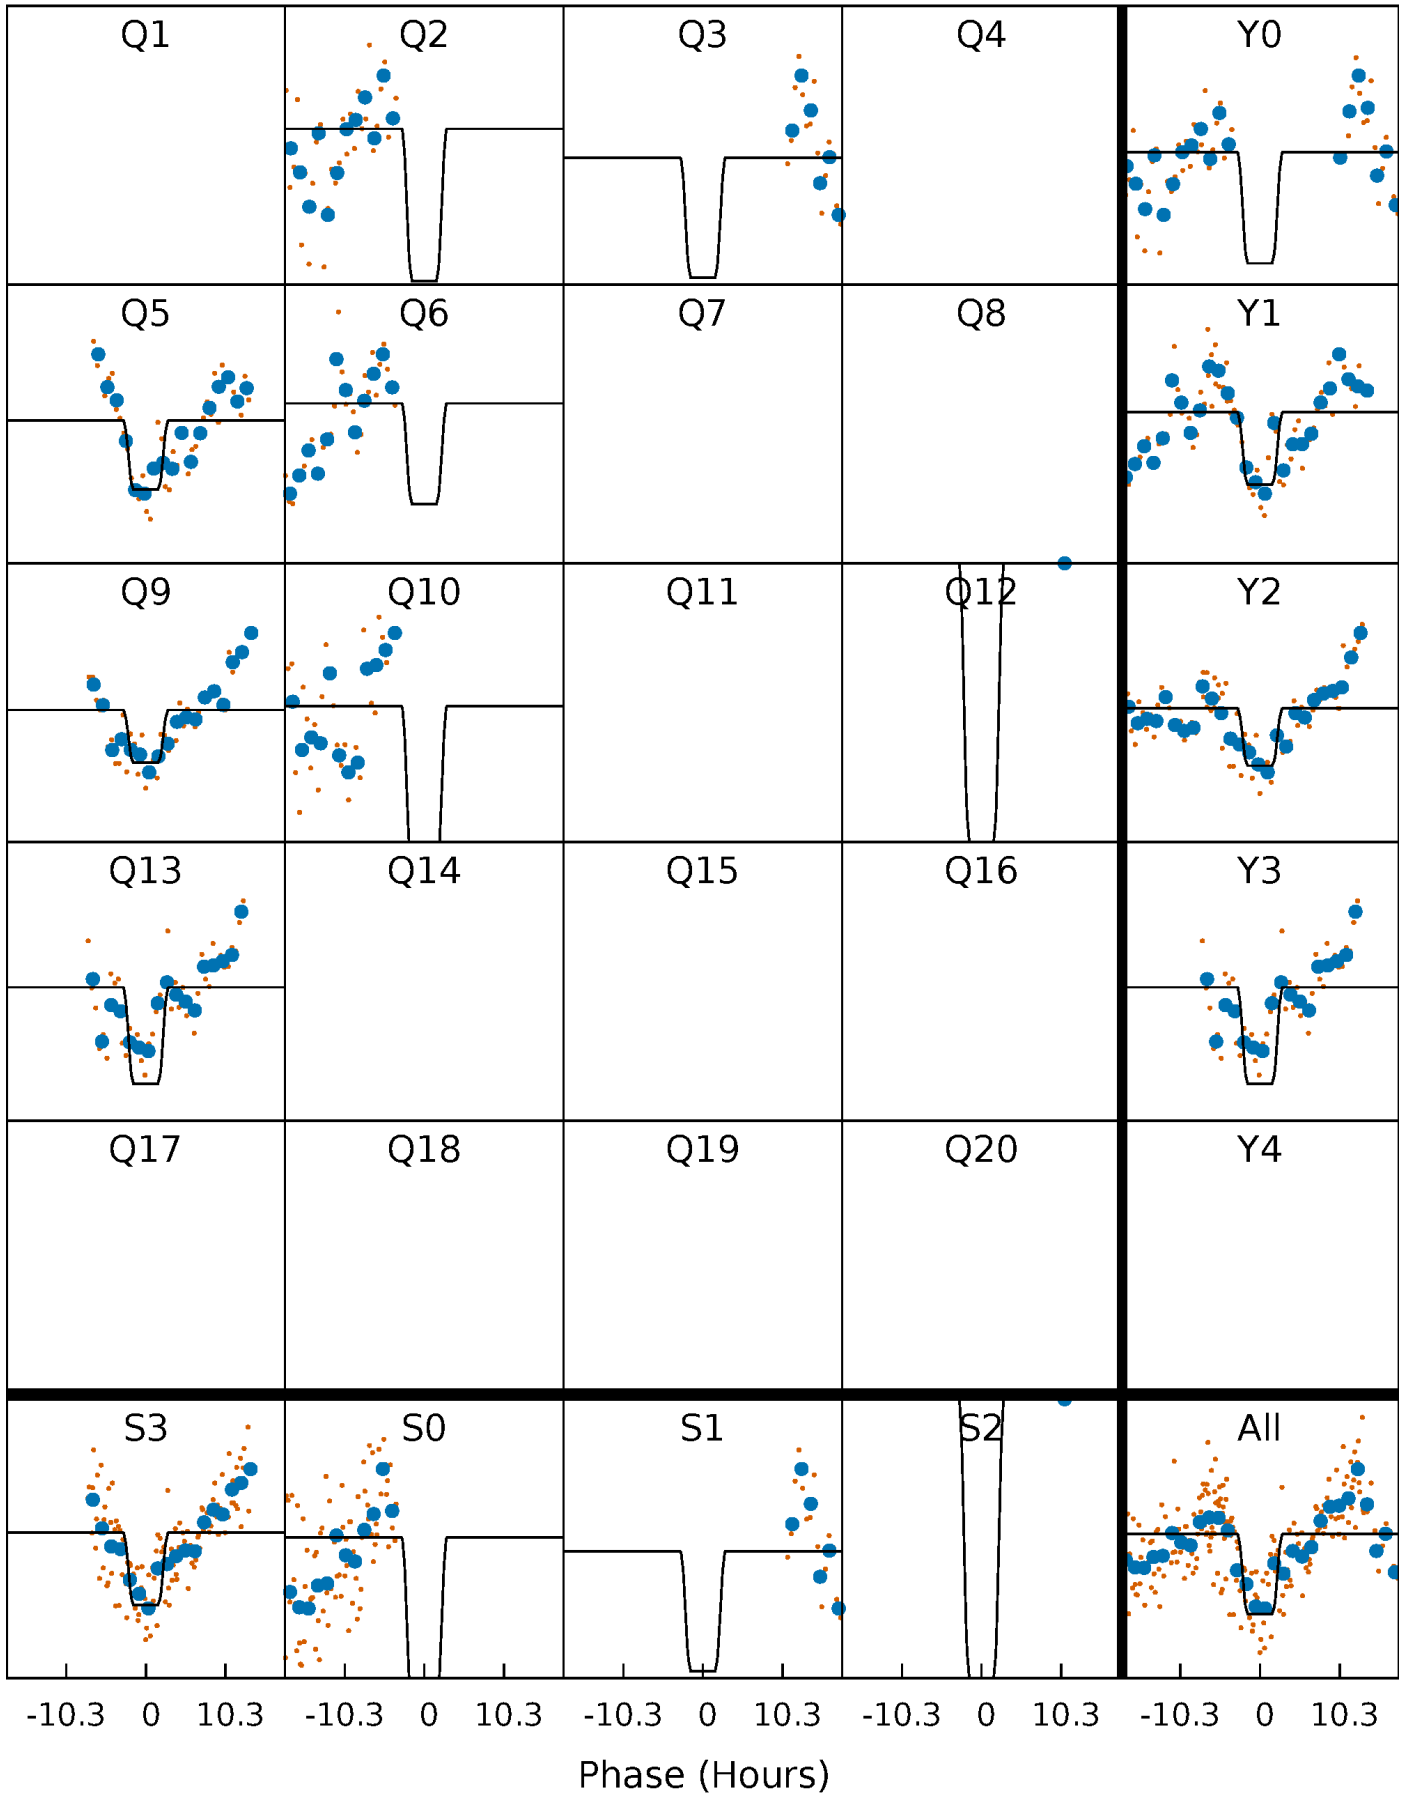 Q1 Q2 Q3 Q4 Y0
Q5 Q6 Q7 Q8 Y1
Q9 Q10 Q11 Q12 Y2
Q13 Q14 Q15 Q16 Y3
Q17 Q18 Q19 Q20 Y4
S3 S0 S1 S2 All
-10.3 0 10.3 -10.3 0 10.3 -10.3 0 10.3 -10.3 0 10.3 -10.3 0 10.3
Phase (Hours)